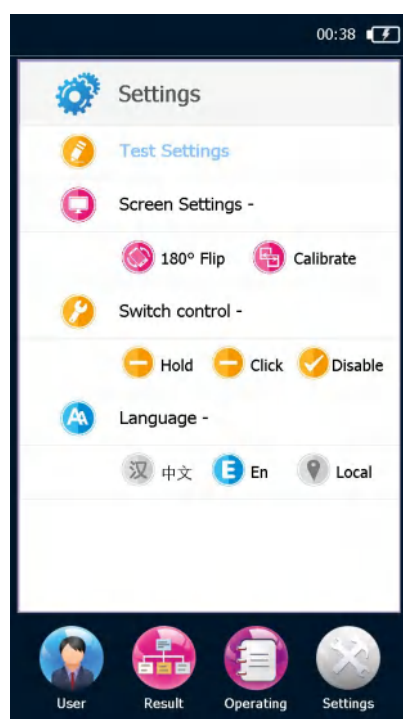 00:38
Settings
Test Settings
Screen Settings -
180° Flip Calibrate
Switch control -
Hold Click Disable
AA Language -
汉 中文 E En Local
User Result Operating Settings